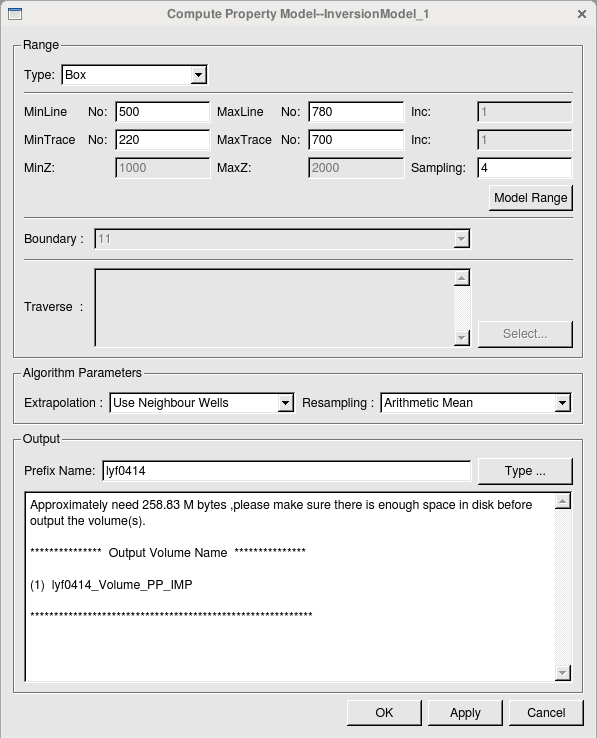 Compute Property Model--InversionModel_1
Range
Type: Box
MinLine No: 500 MaxLine No: 780 Inc: 1
MinTrace No: 220 MaxTrace No: 700 Inc: 1
MinZ: 1000 MaxZ: 2000 Sampling: 4
Model Range
Boundary : 11
Traverse :
Select...
Algorithm Parameters
Extrapolation : Use Neighbour Wells Resampling : Arithmetic Mean
Output
Prefix Name: lyf0414 Type ...
Approximately need 258.83 M bytes ,please make sure there is enough space in disk before
output the volume(s).
*************** Output Volume Name ***************
(1) lyf0414_Volume_PP_IMP
***********************************************************
OK Apply Cancel